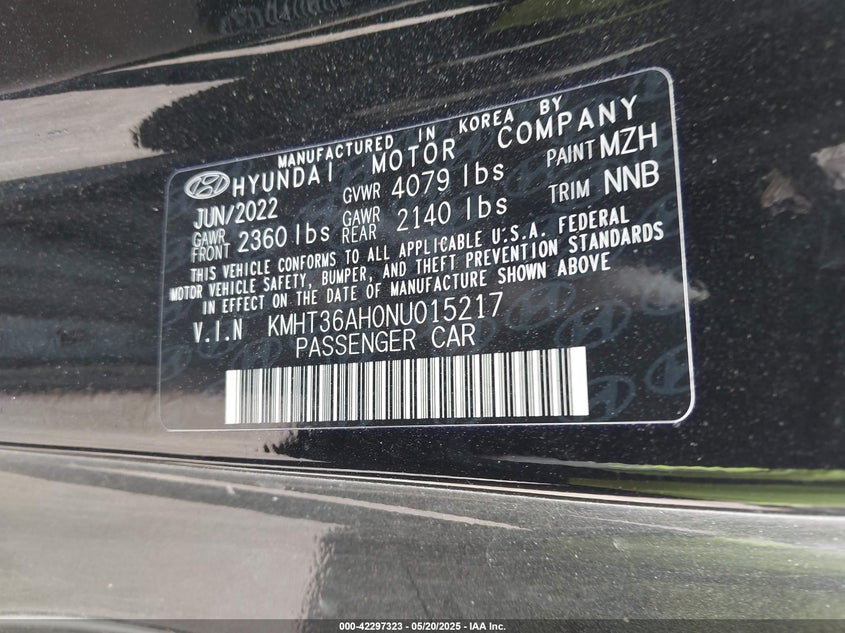 MANUFACTURED IN KOREA BY
HYUNDAI MOTOR COMPANY
JUN/2022 GVWR 4079 lbs PAINT MZH
GAWR FRONT 2360 lbs GAWR REAR 2140 lbs TRIM NNB
THIS VEHICLE CONFORMS TO ALL APPLICABLE U.S.A. FEDERAL
MOTOR VEHICLE SAFETY, BUMPER, AND THEFT PREVENTION STANDARDS
IN EFFECT ON THE DATE OF MANUFACTURE SHOWN ABOVE
V.I.N KMHT36AH0NU015217
PASSENGER CAR
000-42297323 | 05/20/2025 - IAA Inc.